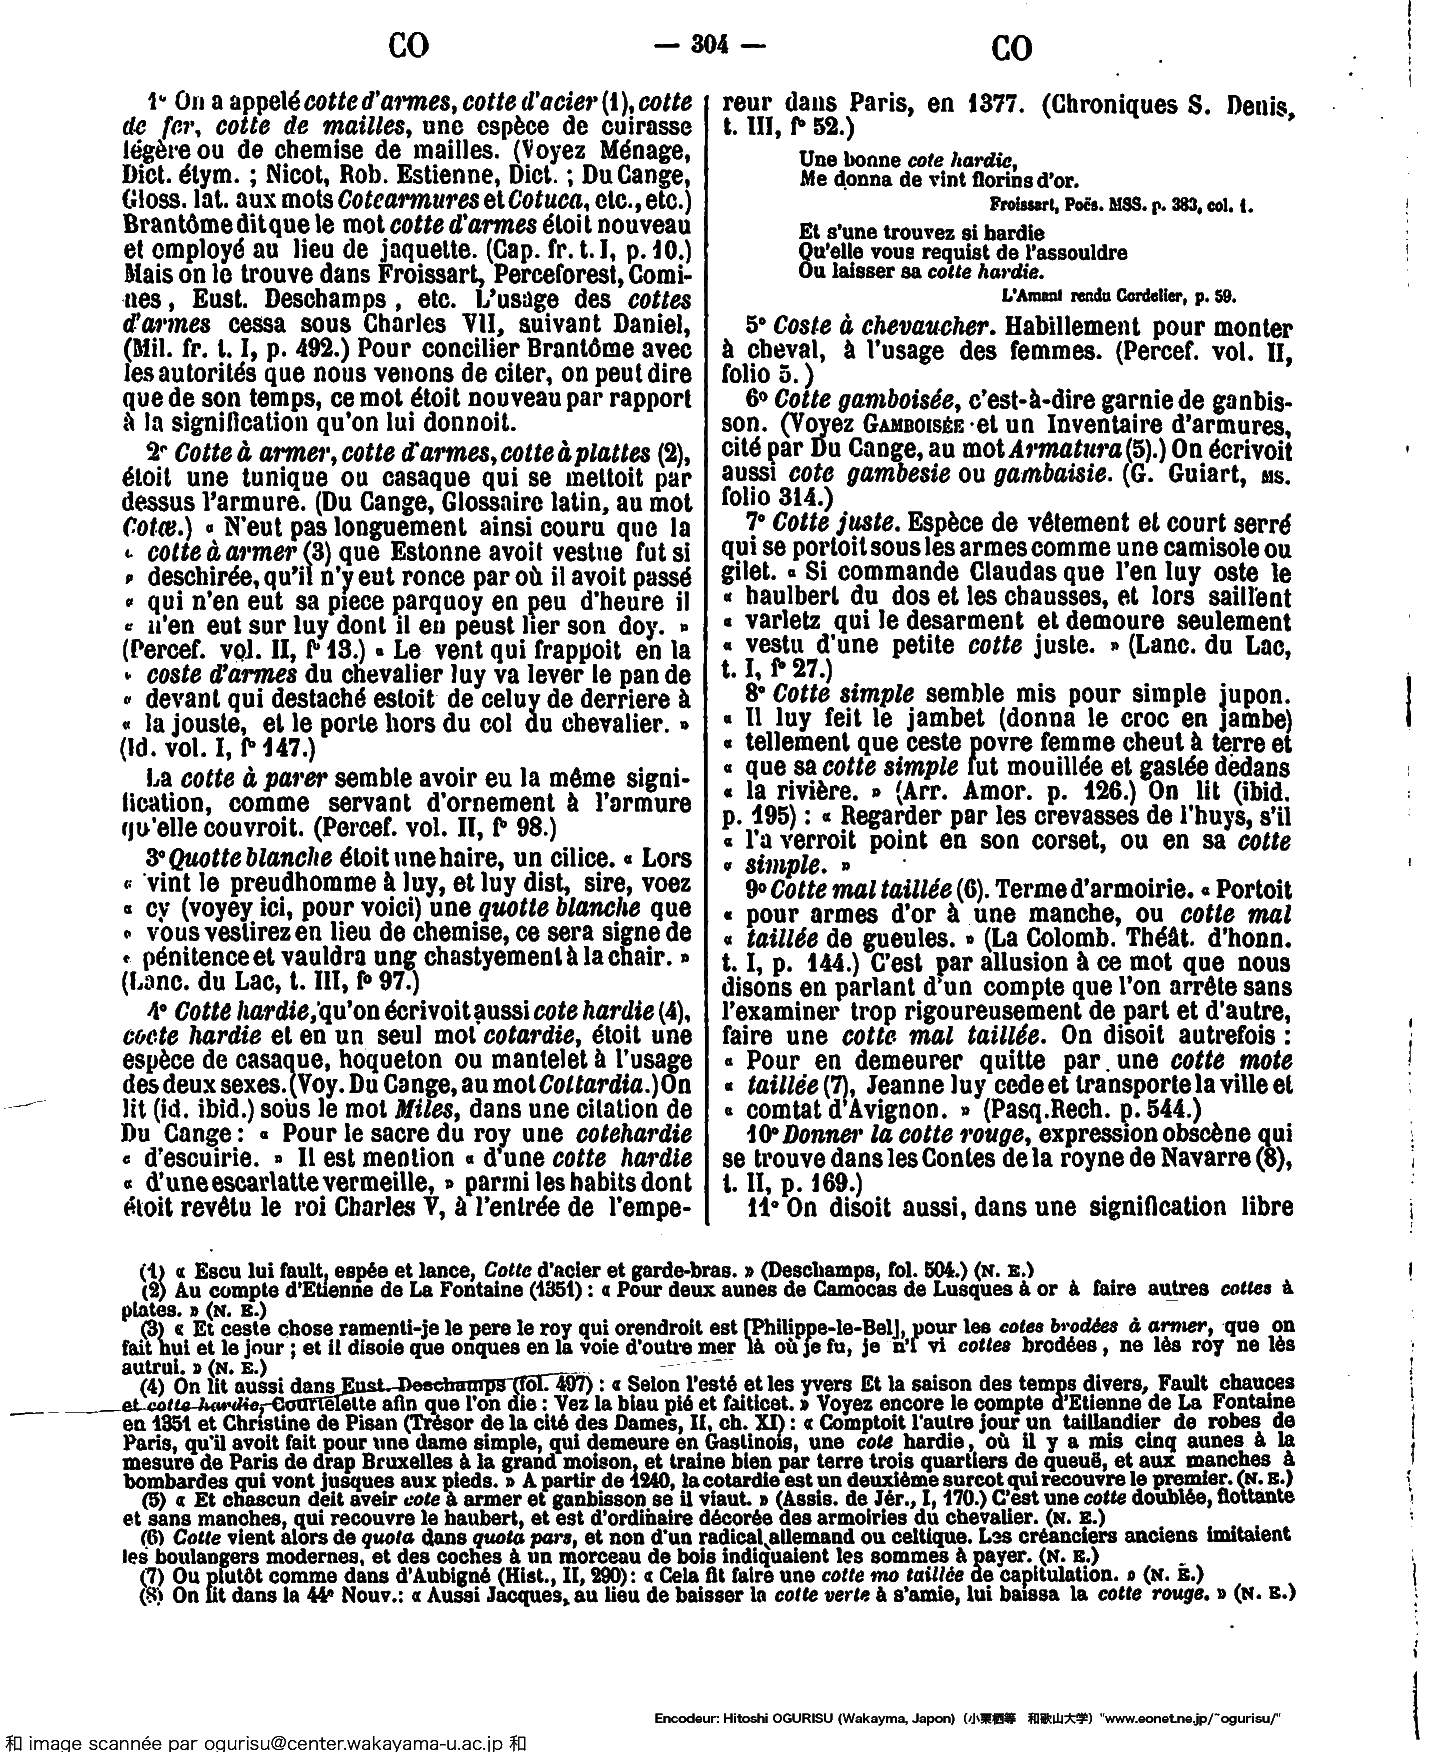 CO
— 304 —
CO
1° On a appelé cotte d'armes, cotte d'acier (1), cotte
de fer, cotte de mailles, une espèce de cuirasse
légère ou de chemise de mailles. (Voyez Ménage,
Dict. étym. ; Nicot, Rob. Estienne, Dict. ; Du Cange,
Gloss. lat. aux mots Cotearmures et Cotuca, etc., etc.)
Brantôme dit que le mot cotte d'armes étoit nouveau
et employé au lieu de jaquette. (Cap. fr. t. I, p. 10.)
Mais on le trouve dans Froissart, Perceforest, Comi-
nes, Eust. Deschamps, etc. L'usage des cottes
d'armes cessa sous Charles VII, suivant Daniel,
(Mil. fr. t. I, p. 492.) Pour concilier Brantôme avec
les autorités que nous venons de citer, on peut dire
que de son temps, ce mot étoit nouveau par rapport
à la signification qu'on lui donnoit.
2° Cotte à armer, cotte d'armes, cotte à plattes (2),
étoit une tunique ou casaque qui se mettoit par
dessus l'armure. (Du Cange, Glossaire latin, au mot
Cotæ.) « N'eut pas longuement ainsi couru que la
« cotte à armer (3) que Estonne avoit vestue fut si
» deschirée, qu'il n'y eut ronce par où il avoit passé
« qui n'en eut sa piece parquoy en peu d'heure il
« n'en eut sur luy dont il en peust lier son doy. »
(Percef. vol. II, f° 13.) « Le vent qui frappoit en la
« coste d'armes du chevalier luy va lever le pan de
« devant qui destaché estoit de celuy de derriere à
« la jouste, et le porte hors du col du chevalier. »
(Id. vol. I, f° 147.)
La cotte à parer semble avoir eu la même signi-
fication, comme servant d'ornement à l'armure
qu'elle couvroit. (Percef. vol. II, f° 98.)
3° Quotte blanche étoit une haire, un cilice. « Lors
« vint le preudhomme à luy, et luy dist, sire, voez
« cy (voyey ici, pour voici) une quotte blanche que
» vous vestirez en lieu de chemise, ce sera signe de
« pénitence et vauldra ung chastyement à la chair. »
(Lanc. du Lac, t. III, f° 97.)
4° Cotte hardie, qu'on écrivoit aussi cote hardie (4),
cocte hardie et en un seul mot cotardie, étoit une
espèce de casaque, hoqueton ou mantelet à l'usage
des deux sexes. (Voy. Du Cange, au mot Cottardia.) On
lit (id. ibid.) sous le mot Miles, dans une citation de
Du Cange : « Pour le sacre du roy une cotehardie
« d'escuirie. » Il est mention « d'une cotte hardie
« d'une escarlatte vermeille, » parmi les habits dont
étoit revêtu le roi Charles V, à l'entrée de l'empe-
reur dans Paris, en 1377. (Chroniques S. Denis,
t. III, f° 52.)
Une bonne cote hardie,
Me donna de vint florins d'or.
Froissart, Poës. MSS. p. 383, col. 1.
Et s'une trouvez si hardie
Qu'elle vous requist de l'assouldre
Ou laisser sa cotte hardie.
L'Amant rendu Cordelier, p. 59.
5° Coste à chevaucher. Habillement pour monter
à cheval, à l'usage des femmes. (Percef. vol. II,
folio 5.)
6° Cotte gamboisée, c'est-à-dire garnie de ganbis-
son. (Voyez GAMBOISÉE et un Inventaire d'armures,
cité par Du Cange, au mot Armatura (5).) On écrivoit
aussi cote gambesie ou gambaisie. (G. Guiart, MS.
folio 314.)
7° Cotte juste. Espèce de vêtement et court serré
qui se portoit sous les armes comme une camisole ou
gilet. « Si commande Claudas que l'en luy oste le
« haulbert du dos et les chausses, et lors saillent
« varletz qui le desarment et demoure seulement
« vestu d'une petite cotte juste. » (Lanc. du Lac,
t. I, f° 27.)
8° Cotte simple semble mis pour simple jupon.
« Il luy feit le jambet (donna le croc en jambe)
« tellement que ceste povre femme cheut à terre et
« que sa cotte simple fut mouillée et gastée dedans
« la rivière. » (Arr. Amor. p. 126.) On lit (ibid.
p. 195) : « Regarder par les crevasses de l'huys, s'il
« l'a verroit point en son corset, ou en sa cotte
« simple. »
9° Cotte mal taillée (6). Terme d'armoirie. « Portoit
« pour armes d'or à une manche, ou cotte mal
« taillée de gueules. » (La Colomb. Théât. d'honn.
t. I, p. 144.) C'est par allusion à ce mot que nous
disons en parlant d'un compte que l'on arrête sans
l'examiner trop rigoureusement de part et d'autre,
faire une cotte mal taillée. On disoit autrefois :
« Pour en demeurer quitte par une cotte mote
« taillée (7), Jeanne luy cede et transporte la ville et
« comtat d'Avignon. » (Pasq. Rech. p. 544.)
10° Donner la cotte rouge, expression obscène qui
se trouve dans les Contes de la royne de Navarre (8),
t. II, p. 169.)
11° On disoit aussi, dans une signification libre
(1) « Escu lui fault, espée et lance, Cotte d'acier et garde-bras. » (Deschamps, fol. 504.) (N. E.)
(2) Au compte d'Etienne de La Fontaine (1351) : « Pour deux aunes de Camocas de Lusques à or à faire autres cottes à
plates. » (N. E.)
(3) « Et ceste chose ramenti-je le pere le roy qui orendroit est [Philippe-le-Bel], pour les cotes brodées à armer, que on
fait hui et le jour ; et il disoie que onques en la voie d'outre mer là où je fu, je n'i vi cottes brodées, ne lès roy ne lès
autrui. » (N. E.)
(4) On lit aussi dans Eust. Deschamps (fol. 497) : « Selon l'esté et les yvers Et la saison des temps divers, Fault chauces
et cotte hardie, Courtelette afin que l'on die : Vez la biau pié et faiticet. » Voyez encore le compte d'Etienne de La Fontaine
en 1351 et Christine de Pisan (Trésor de la cité des Dames, II, ch. XI) : « Comptoit l'autre jour un taillandier de robes de
Paris, qu'il avoit fait pour une dame simple, qui demeure en Gastinois, une cote hardie, où il y a mis cinq aunes à la
mesure de Paris de drap Bruxelles à la grand moison, et traine bien par terre trois quartiers de queuë, et aux manches à
bombardes qui vont jusques aux pieds. » A partir de 1240, la cotardie est un deuxième surcot qui recouvre le premier. (N. E.)
(5) « Et chascun deit aveir cote à armer et ganbisson se il viaut. » (Assis. de Jér., I, 170.) C'est une cotte doublée, flottante
et sans manches, qui recouvre le haubert, et est d'ordinaire décorée des armoiries du chevalier. (N. E.)
(6) Cotte vient alors de quota dans quota pars, et non d'un radical allemand ou celtique. Les créanciers anciens imitaient
les boulangers modernes, et des coches à un morceau de bois indiquaient les sommes à payer. (N. E.)
(7) Ou plutôt comme dans d'Aubigné (Hist., II, 290) : « Cela fit faire une cotte mo taillée de capitulation. » (N. E.)
(8) On lit dans la 44e Nouv. : « Aussi Jacques, au lieu de baisser la cotte verte à s'amie, lui baissa la cotte rouge. » (N. E.)
Encodeur: Hitoshi OGURISU (Wakayma, Japon) (小栗栖等 和歌山大学) "www.eonet.ne.jp/~ogurisu/"
和 image scannée par ogurisu@center.wakayama-u.ac.jp 和